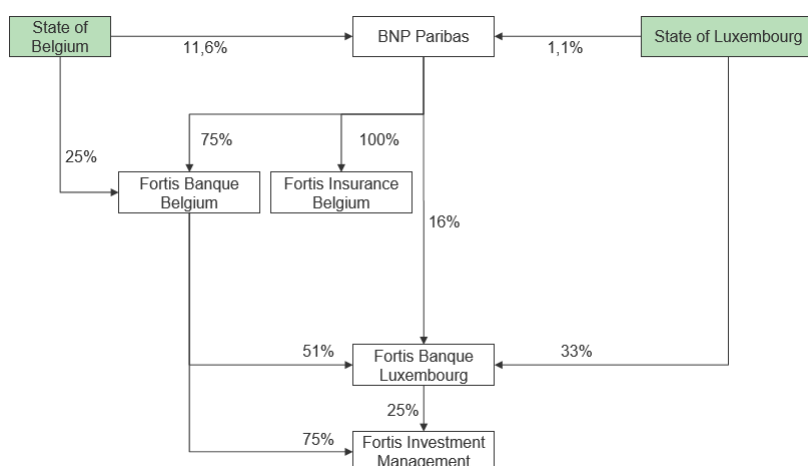 State of
Belgium
11,6%
BNP Paribas
1,1%
State of Luxembourg
75%
100%
25%
Fortis Banque
Belgium
Fortis Insurance
Belgium
16%
51%
Fortis Banque
Luxembourg
33%
25%
75%
Fortis Investment
Management